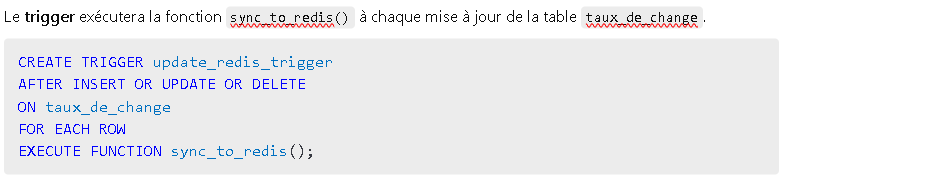 Le trigger exécutera la fonction sync_to_redis() à chaque mise à jour de la table taux_de_change.
CREATE TRIGGER update_redis_trigger
AFTER INSERT OR UPDATE OR DELETE
ON taux_de_change
FOR EACH ROW
EXECUTE FUNCTION sync_to_redis();